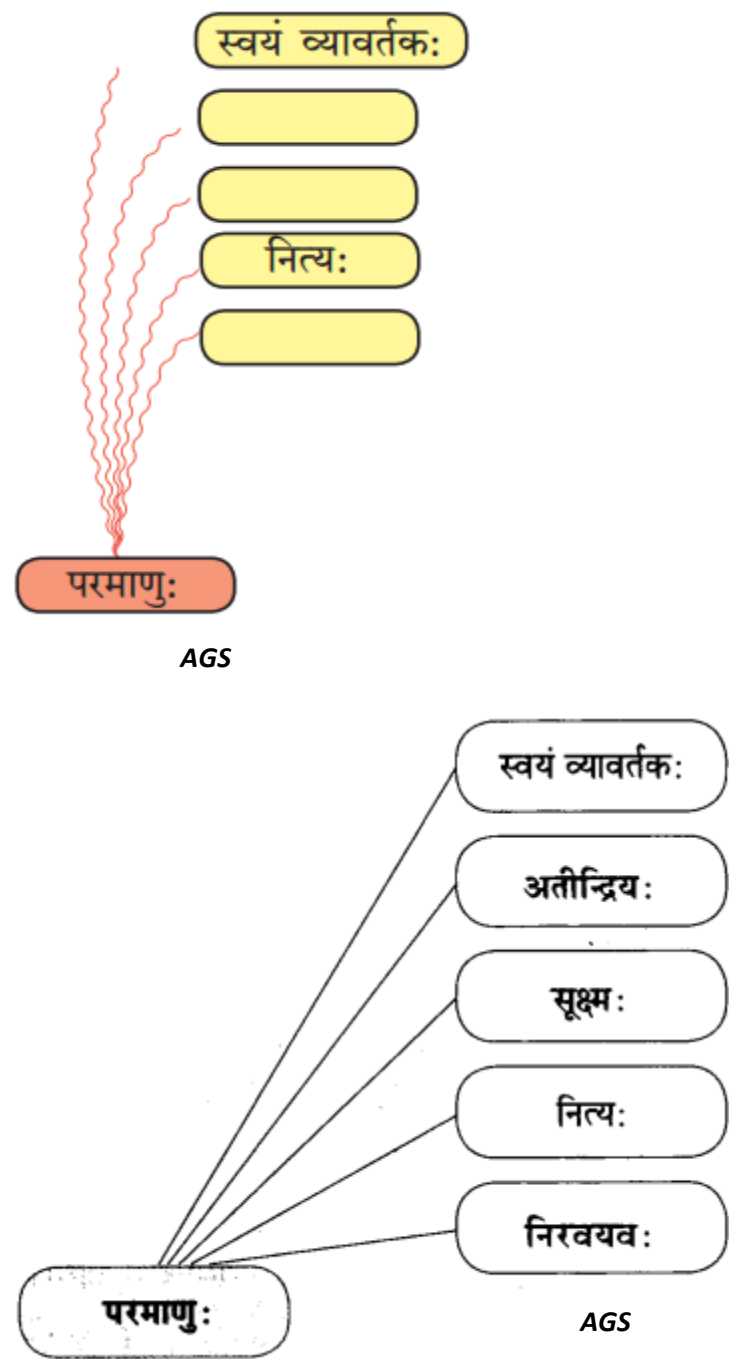 स्वयं व्यावर्तकः
नित्यः
परमाणुः
AGS
स्वयं व्यावर्तकः
अतीन्द्रियः
सूक्ष्मः
नित्यः
निरवयवः
परमाणुः
AGS